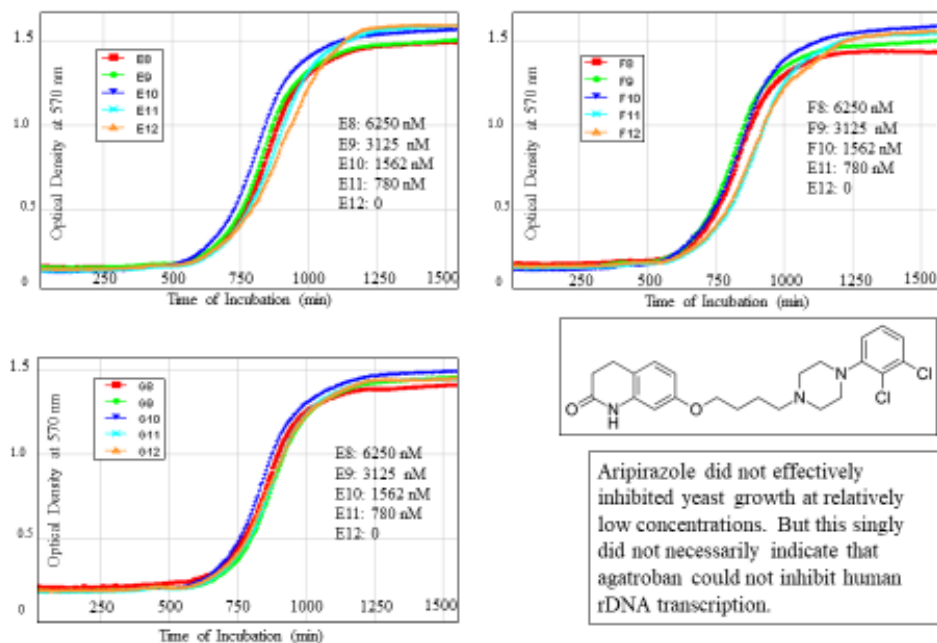 1.5
1.0
0.5
0
Optical Density at 570 nm
E8
E9
E10
E11
E12
E8: 6250 nM
E9: 3125 nM
E10: 1562 nM
E11: 780 nM
E12: 0
250 500 750 1000 1250 1500
Time of Incubation (min)
1.5
1.0
0.5
0
Optical Density at 570 nm
F8
F9
F10
F11
F12
F8: 6250 nM
F9: 3125 nM
F10: 1562 nM
E11: 780 nM
E12: 0
250 500 750 1000 1250 1500
Time of Incubation (min)
1.5
1.0
0.5
0
Optical Density at 570 nm
G8
G9
G10
G11
G12
E8: 6250 nM
E9: 3125 nM
E10: 1562 nM
E11: 780 nM
E12: 0
250 500 750 1000 1250 1500
Time of Incubation (min)
O
N
H
O
N
N
Cl
Cl
Aripirazole did not effectively
inhibited yeast growth at relatively
low concentrations. But this singly
did not necessarily indicate that
agatroban could not inhibit human
rDNA transcription.